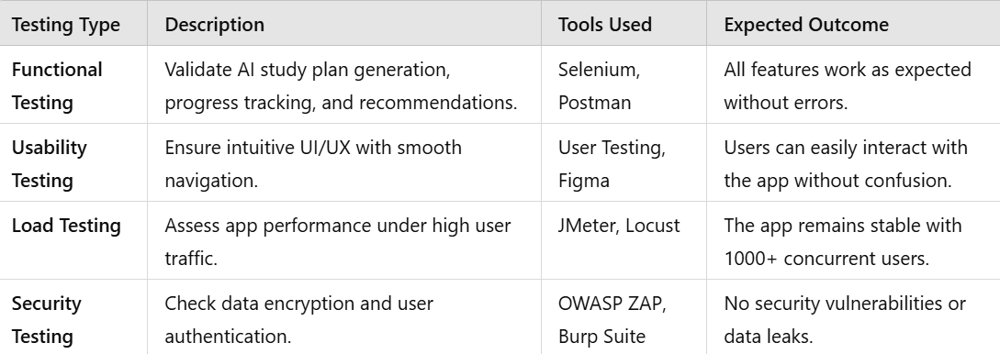 Testing Type Description Tools Used Expected Outcome
Functional Testing Validate AI study plan generation, progress tracking, and recommendations. Selenium, Postman All features work as expected without errors.
Usability Testing Ensure intuitive UI/UX with smooth navigation. User Testing, Figma Users can easily interact with the app without confusion.
Load Testing Assess app performance under high user traffic. JMeter, Locust The app remains stable with 1000+ concurrent users.
Security Testing Check data encryption and user authentication. OWASP ZAP, Burp Suite No security vulnerabilities or data leaks.